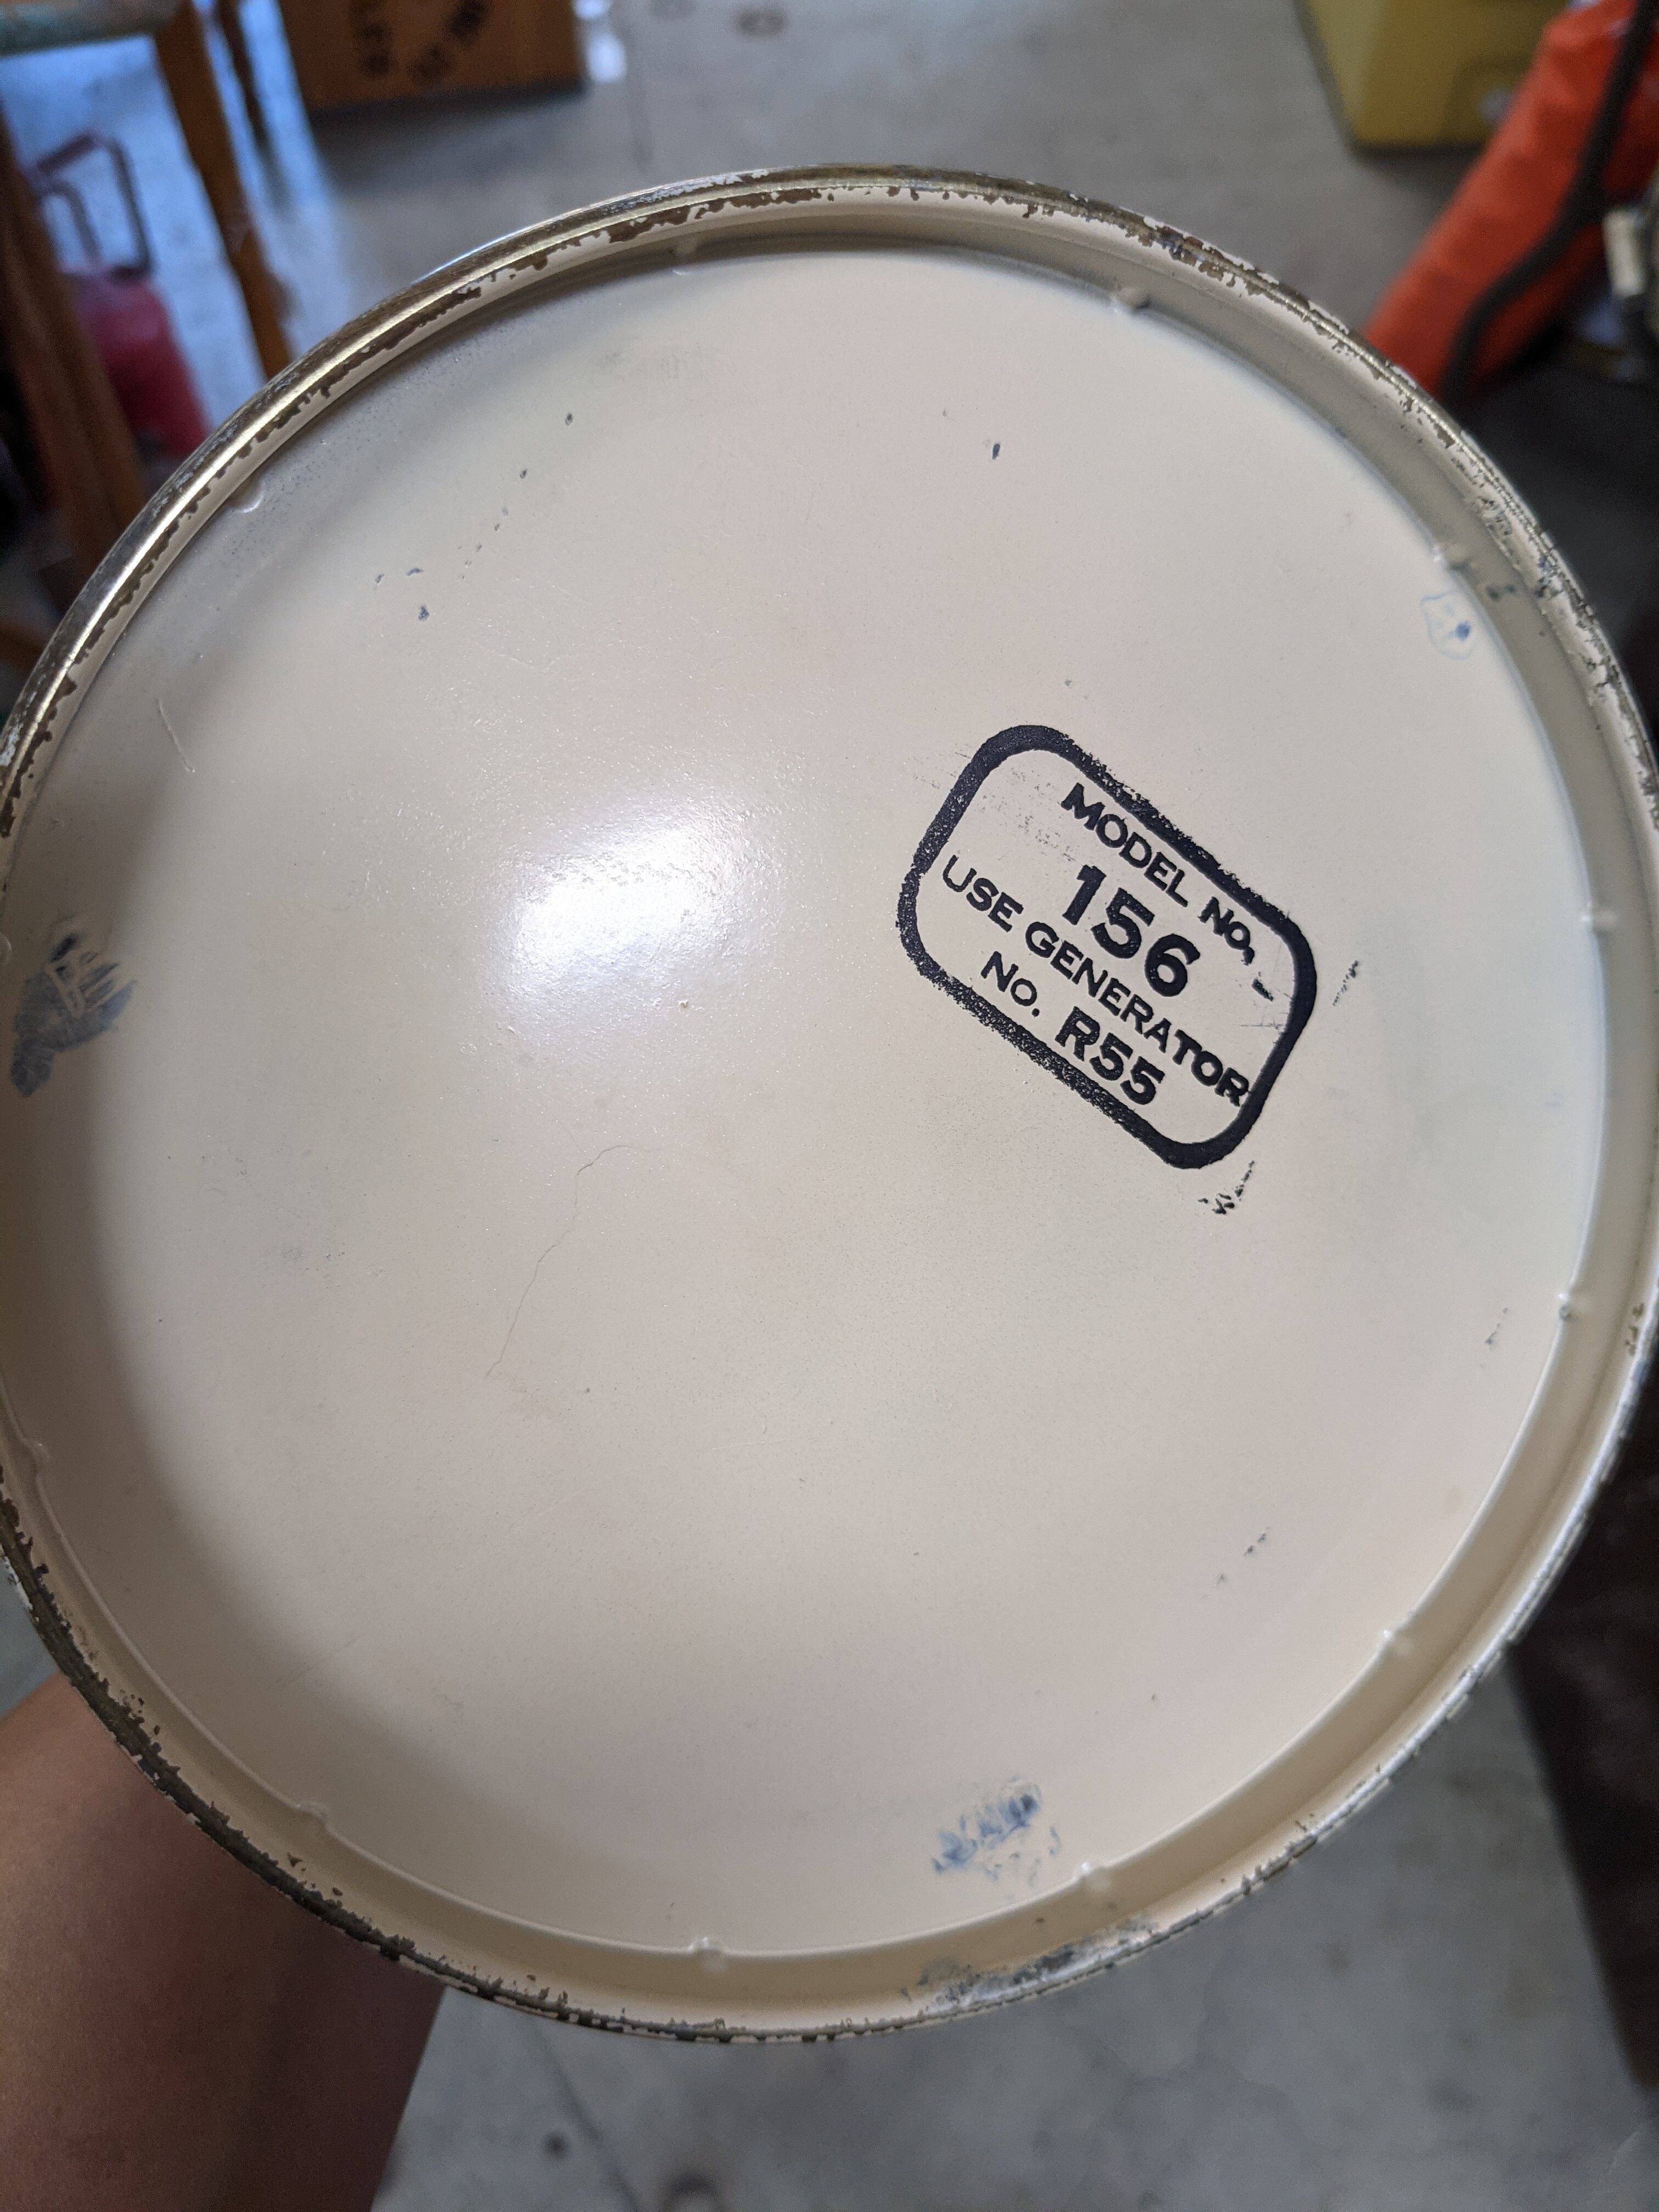 MODEL NO.
156
USE GENERATOR
NO. R55